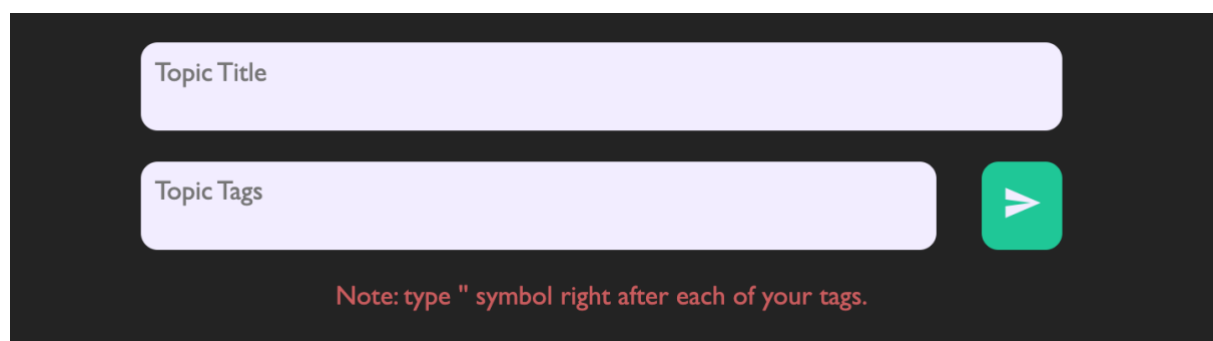 Topic Title
Topic Tags
Note: type " symbol right after each of your tags.